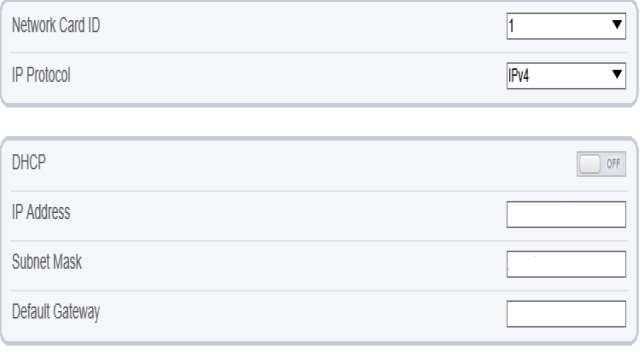 Network Card ID 1
IP Protocol IPv4
DHCP OFF
IP Address
Subnet Mask
Default Gateway